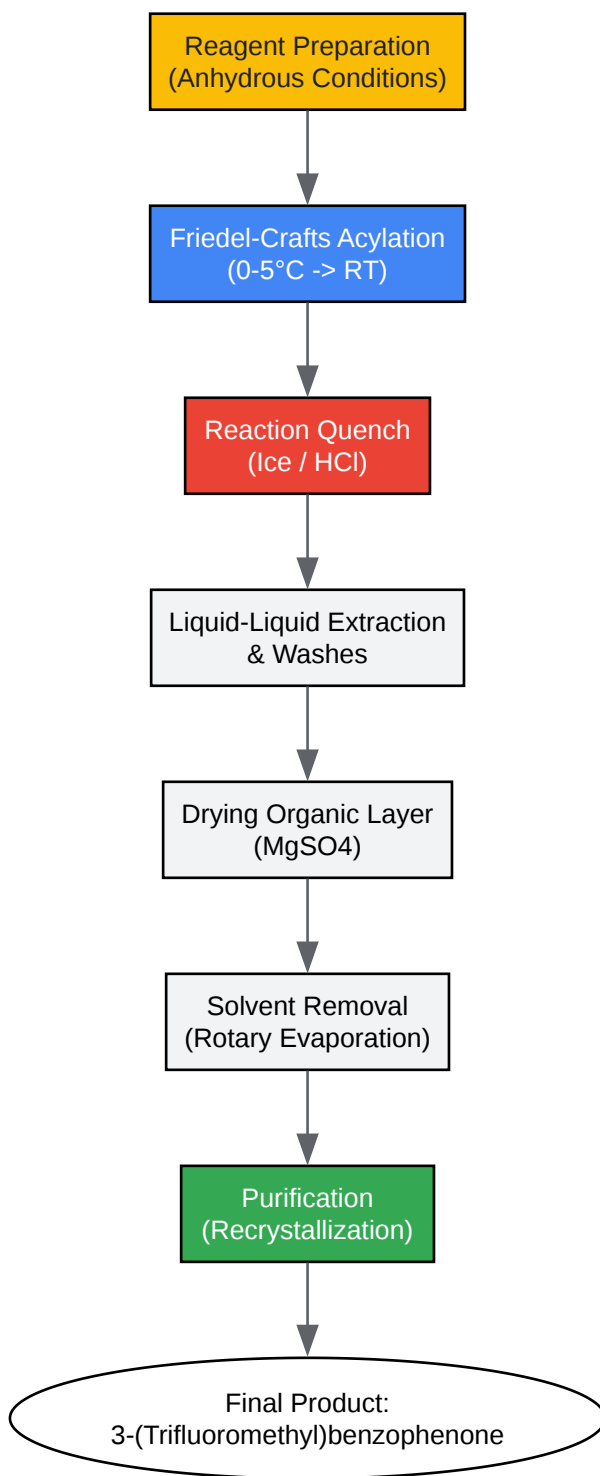 Reagent Preparation
(Anhydrous Conditions)
Friedel-Crafts Acylation
(0-5°C -> RT)
Reaction Quench
(Ice / HCl)
Liquid-Liquid Extraction
& Washes
Drying Organic Layer
(MgSO4)
Solvent Removal
(Rotary Evaporation)
Purification
(Recrystallization)
Final Product:
3-(Trifluoromethyl)benzophenone